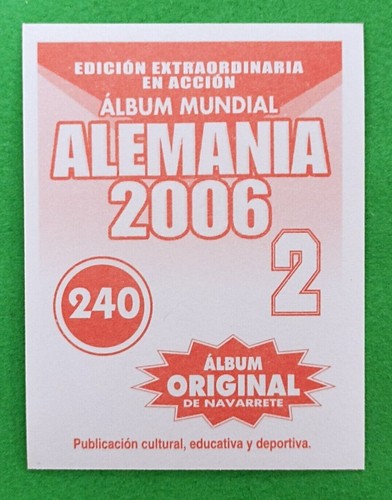 EDICIÓN EXTRAORDINARIA
EN ACCIÓN
ÁLBUM MUNDIAL
ALEMANIA
2006
2
240
ÁLBUM
ORIGINAL
DE NAVARRETE
Publicación cultural, educativa y deportiva.